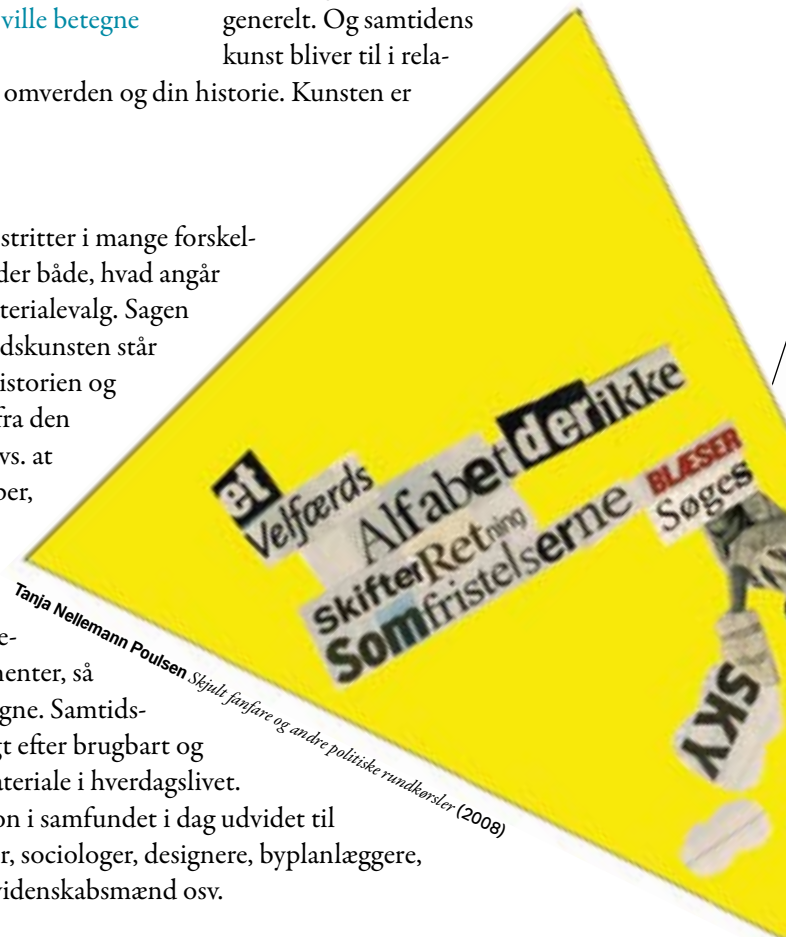 ville betegne
generelt. Og samtidens
kunst bliver til i rela-
omverden og din historie. Kunsten er
stritter i mange forskel-
der både, hvad angår
terialevalg. Sagen
dskunsten står
istorien og
fra den
vs. at
ber,
e-
nenter, så
gne. Samtids-
gt efter brugbart og
ateriale i hverdagslivet.
on i samfundet i dag udvidet til
r, sociologer, designere, byplanlæggere,
videnskabsmænd osv.
et
Velfærds
Alfabet der ikke
Skifter Retning
Som fristelserne
BLÆSER
Søges
SKY
Tanja Nellemann Poulsen Skjult fanfare og andre politiske rundkørsler (2008)